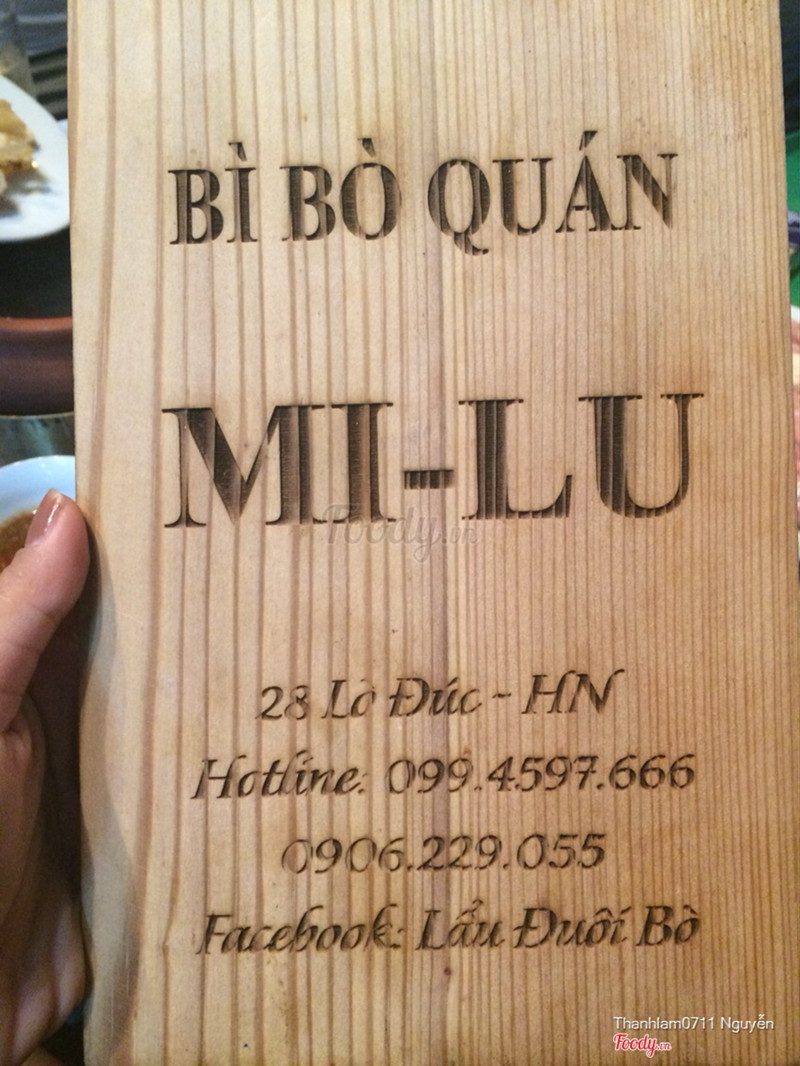 BÌ BÒ QUÁN
MI-LU
Foody.vn
28 Lò Đúc - HN
Hotline: 099.4597.666
0906.229.055
Facebook: Lẩu Đuôi Bò
Thanhlam0711 Nguyễn
Foody.vn